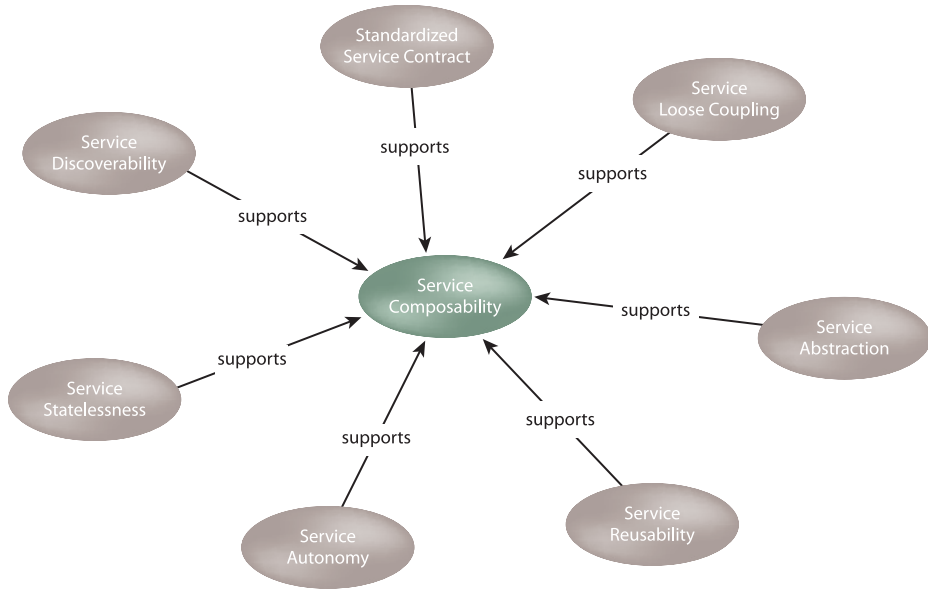 Standardized
Service Contract
Service
Loose Coupling
Service
Discoverability
supports
supports
supports
Service
Composability
supports
Service
Abstraction
supports
Service
Statelessness
supports
supports
Service
Reusability
Service
Autonomy